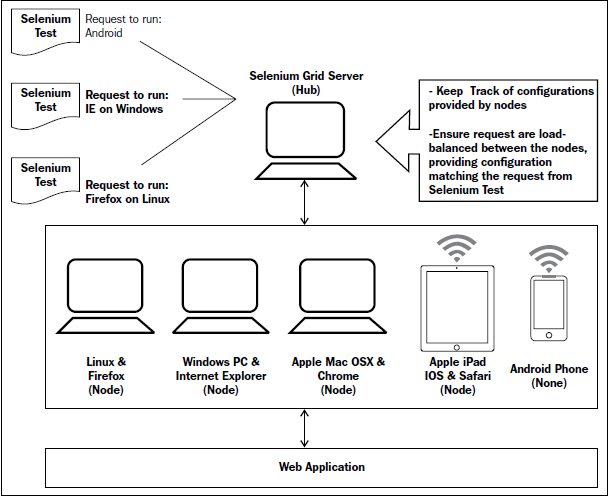 Selenium
Test
Request to run:
Android
Selenium
Test
Request to run:
IE on Windows
Selenium
Test
Request to run:
Firefox on Linux
Selenium Grid Server
(Hub)
- Keep Track of configurations
provided by nodes
-Ensure request are load-
balanced between the nodes,
providing configuration
matching the request from
Selenium Test
Linux &
Firefox
(Node)
Windows PC &
Internet Explorer
(Node)
Apple Mac OSX &
Chrome
(Node)
Apple iPad
IOS & Safari
(Node)
Android Phone
(None)
Web Application